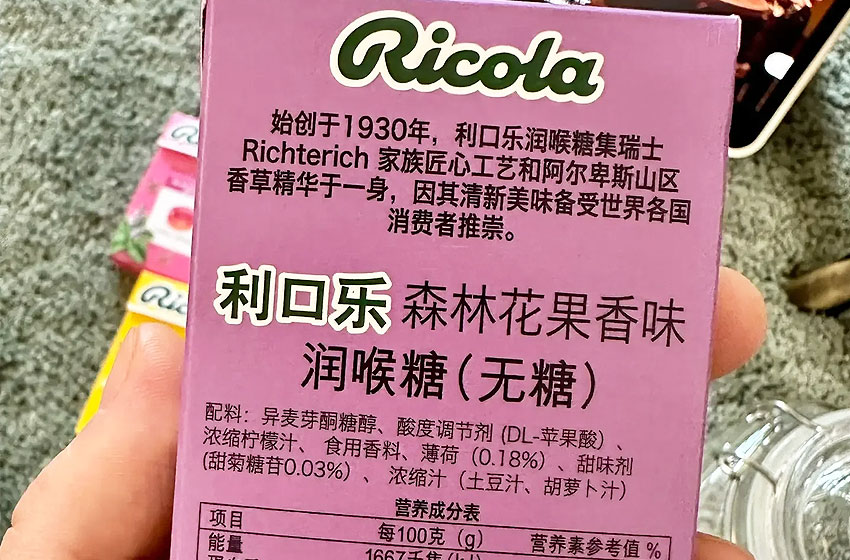 Ricola
始创于1930年，利口乐润喉糖集瑞士
Richterich 家族匠心工艺和阿尔卑斯山区
香草精华于一身，因其清新美味备受世界各国
消费者推崇。
利口乐 森林花果香味
润喉糖（无糖）
配料：异麦芽酮糖醇、酸度调节剂 (DL-苹果酸)、
浓缩柠檬汁、食用香料、薄荷（0.18%）、甜味剂
(甜菊糖苷0.03%）、浓缩汁（土豆汁、胡萝卜汁）
营养成分表
项目 每100克（g） 营养素参考值 %
能量 1667千焦(kJ)